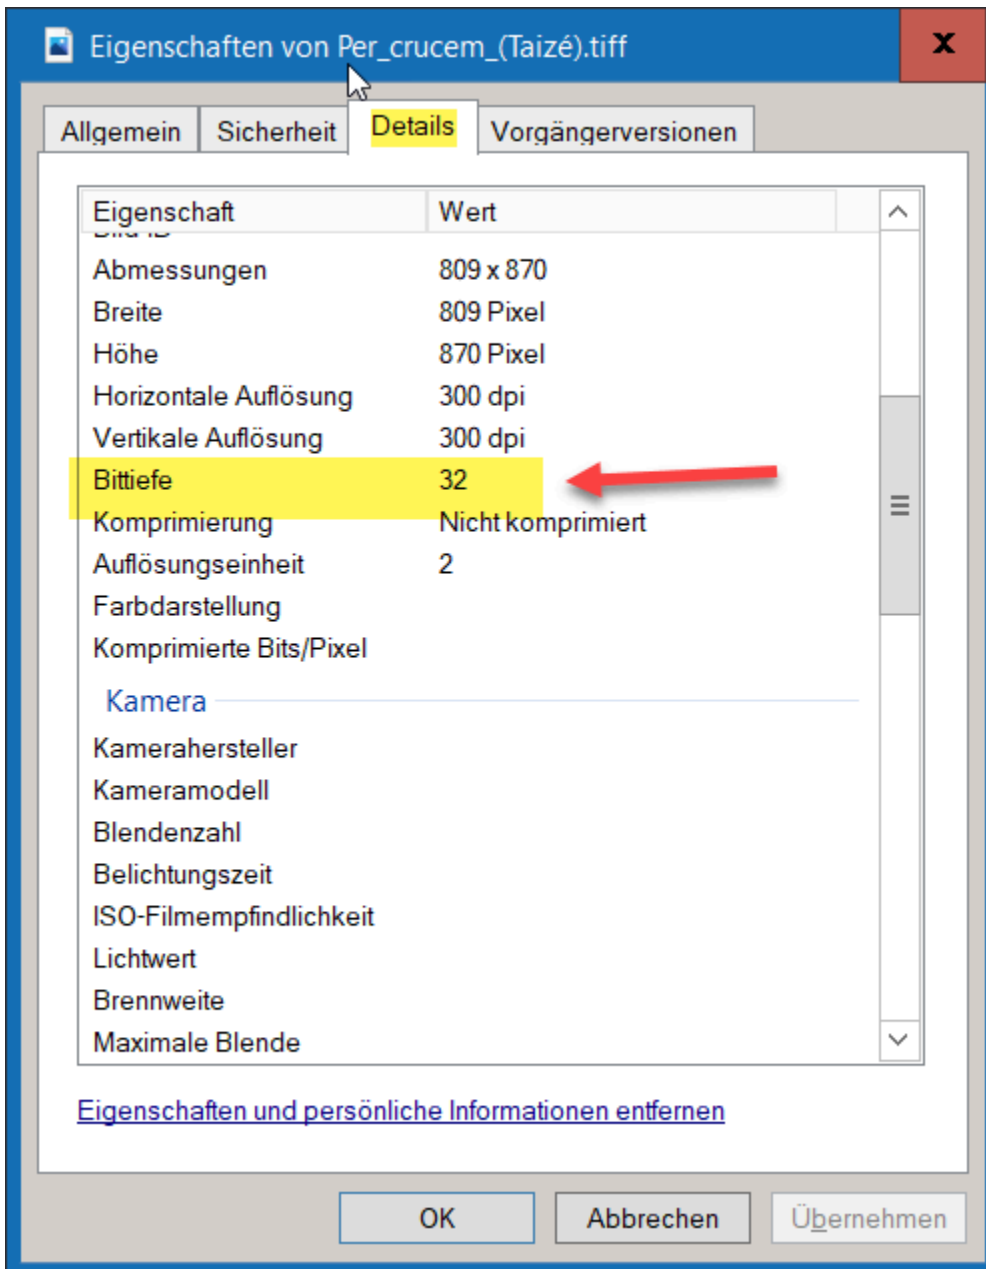 Eigenschaften von Per_crucem_(Taizé).tiff x
Allgemein Sicherheit Details Vorgängerversionen
Eigenschaft Wert
Abmessungen 809 x 870
Breite 809 Pixel
Höhe 870 Pixel
Horizontale Auflösung 300 dpi
Vertikale Auflösung 300 dpi
Bittiefe 32
Komprimierung Nicht komprimiert
Auflösungseinheit 2
Farbdarstellung
Komprimierte Bits/Pixel
Kamera
Kamerahersteller
Kameramodell
Blendenzahl
Belichtungszeit
ISO-Filmempfindlichkeit
Lichtwert
Brennweite
Maximale Blende
Eigenschaften und persönliche Informationen entfernen
OK Abbrechen Übernehmen